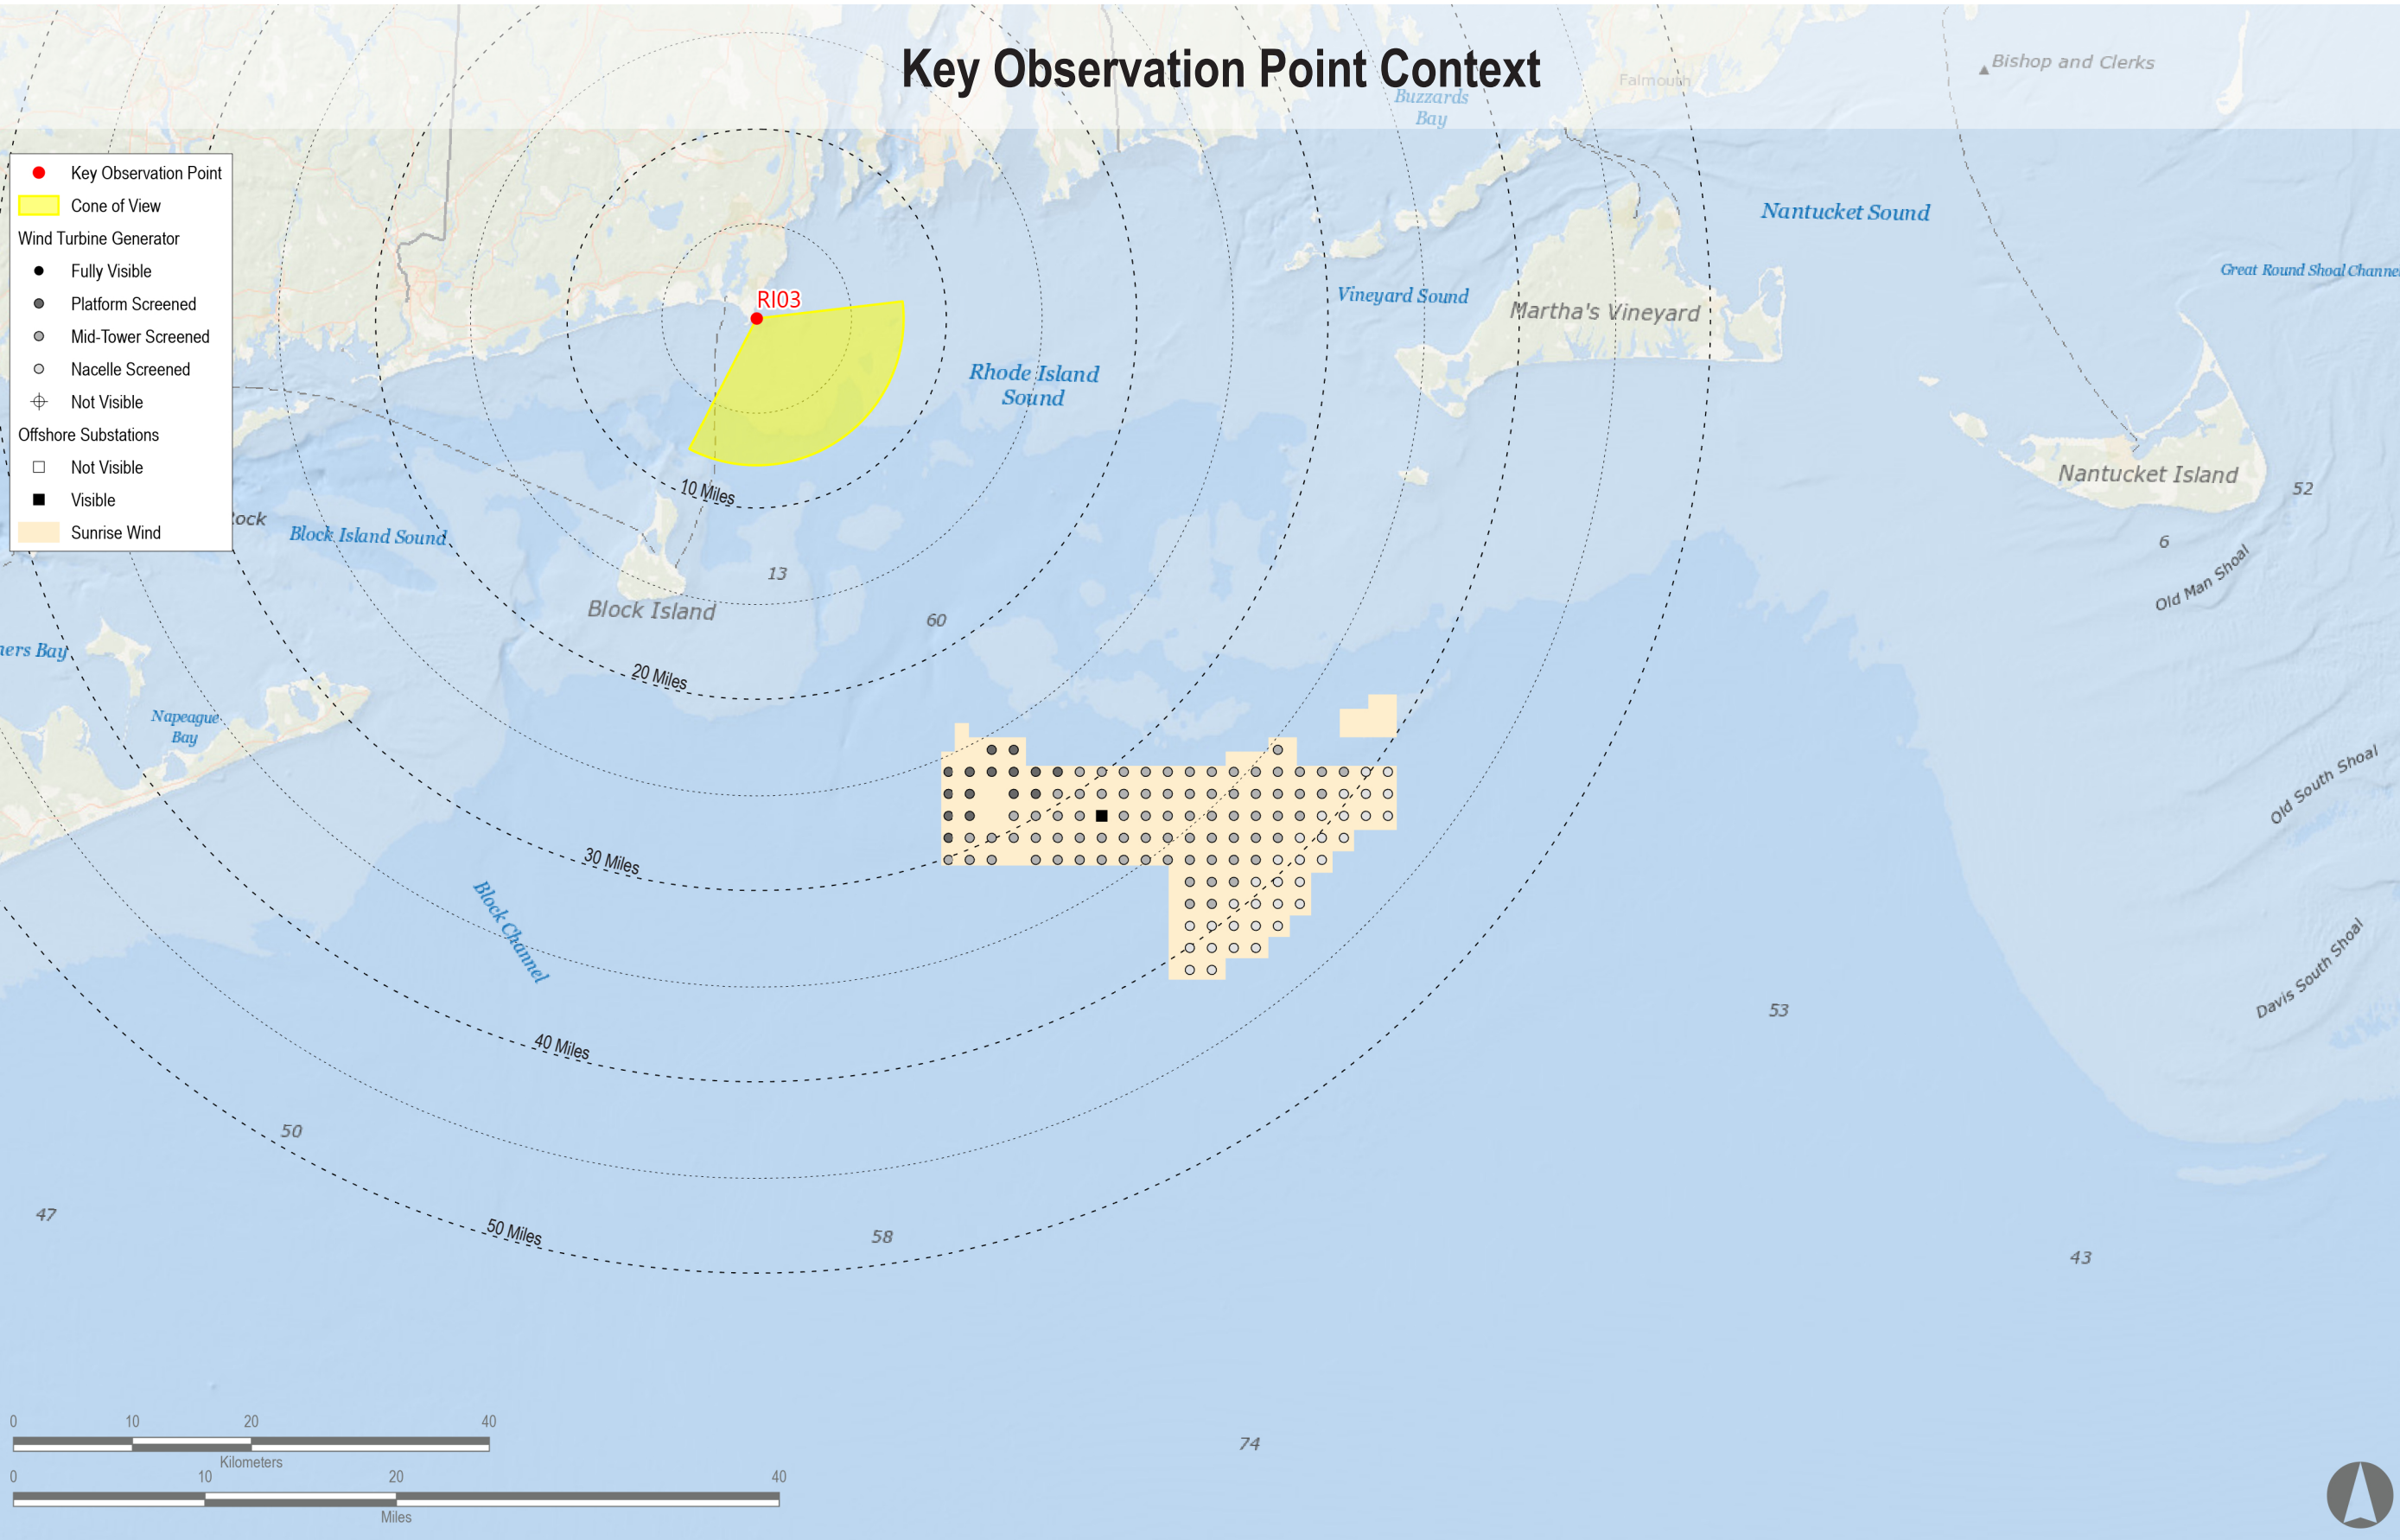 Key Observation Point Context
Bishop and Clerks
Falmouth
Buzzards
Bay
Key Observation Point
Cone of View
Wind Turbine Generator
Fully Visible
Platform Screened
Mid-Tower Screened
Nacelle Screened
Not Visible
Offshore Substations
Not Visible
Visible
Sunrise Wind
Nantucket Sound
Great Round Shoal Channel
RI03
Vineyard Sound
Martha's Vineyard
Rhode Island
Sound
Nantucket Island
52
10 Miles
ock
Block Island Sound
6
Old Man Shoal
13
Block Island
60
ners Bay
20 Miles
Napeague
Bay
Old South Shoal
30 Miles
Block Channel
Davis South Shoal
53
40 Miles
50
47
50 Miles
58
43
0 10 20 40
Kilometers
74
0 10 20 40
Miles